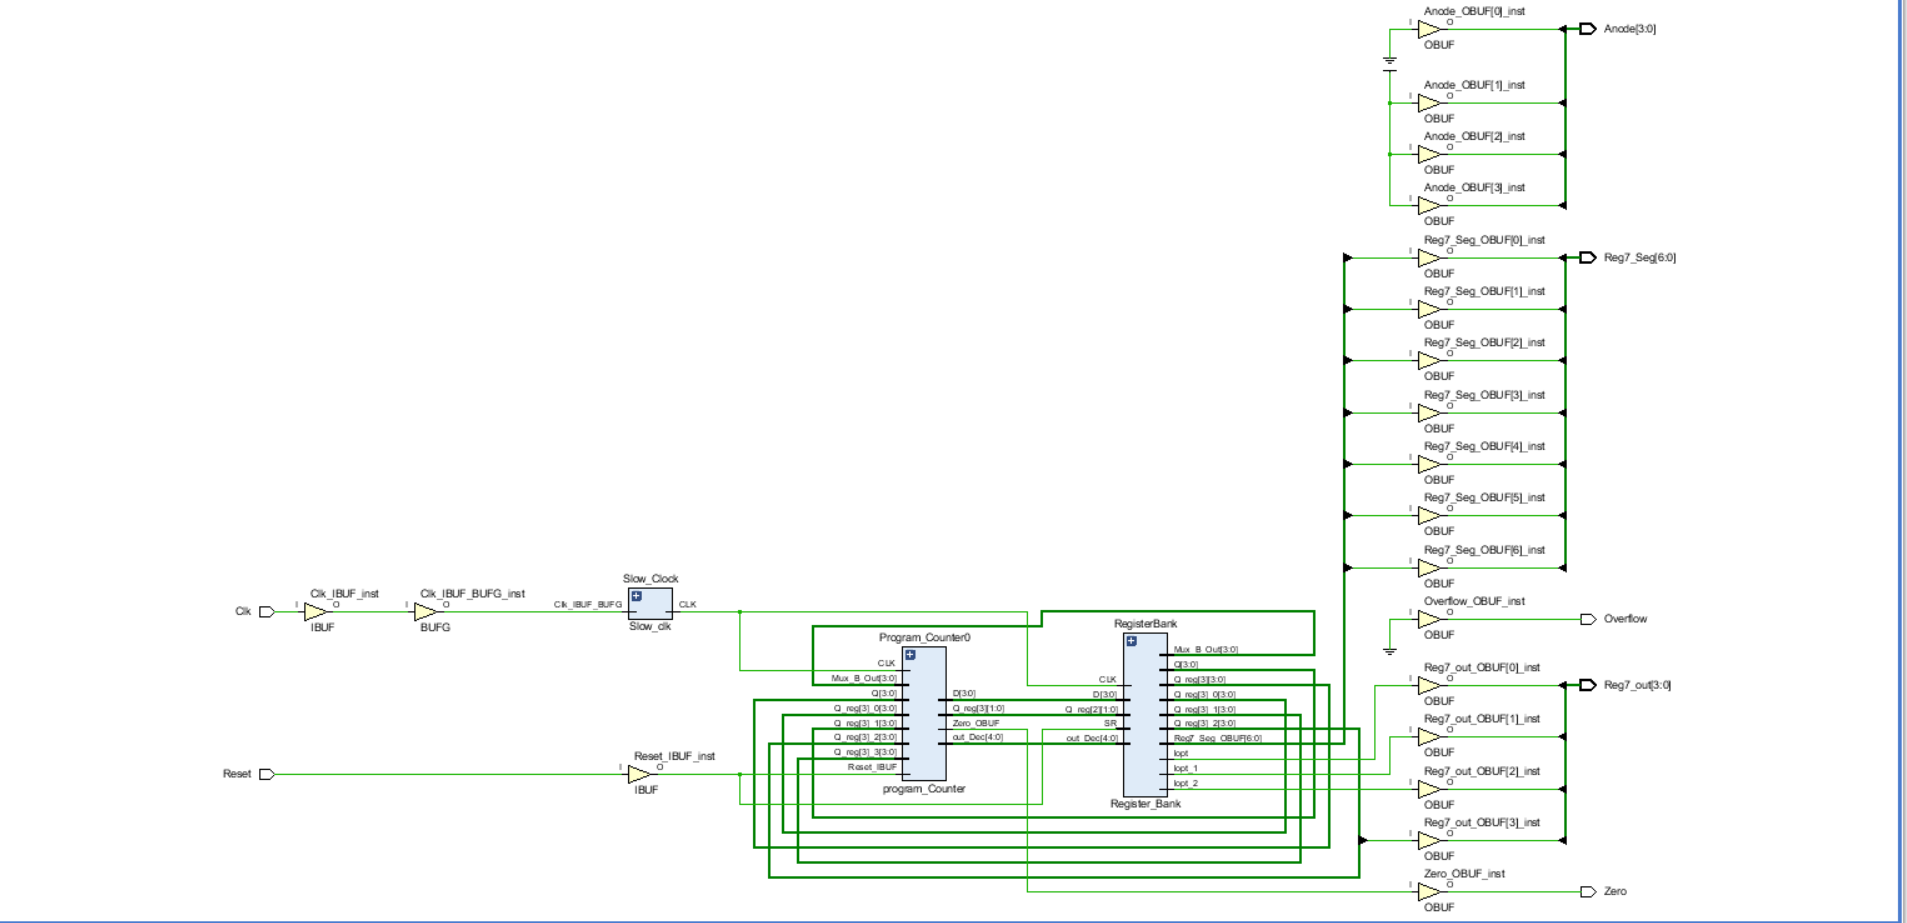 Anode_OBUF[0]_inst
I
O
OBUF
Anode[3:0]
Anode_OBUF[1]_inst
I
O
OBUF
Anode_OBUF[2]_inst
I
O
OBUF
Anode_OBUF[3]_inst
I
O
OBUF
Reg7_Seg_OBUF[0]_inst
I
O
OBUF
Reg7_Seg[6:0]
Reg7_Seg_OBUF[1]_inst
I
O
OBUF
Reg7_Seg_OBUF[2]_inst
I
O
OBUF
Reg7_Seg_OBUF[3]_inst
I
O
OBUF
Reg7_Seg_OBUF[4]_inst
I
O
OBUF
Reg7_Seg_OBUF[5]_inst
I
O
OBUF
Reg7_Seg_OBUF[6]_inst
I
O
OBUF
Clk
Clk_IBUF_inst
I
O
IBUF
Clk_IBUF_BUFG_inst
I
O
BUFG
Slow_Clock
Clk_IBUF_BUFG
CLK
Slow_clk
Overflow_OBUF_inst
I
O
OBUF
Overflow
Program_Counter0
CLK
Mux_B_Out[3:0]
Q[3:0]
Q_reg[3]_0[3:0]
Q_reg[3]_1[3:0]
Q_reg[3]_2[3:0]
Q_reg[3]_3[3:0]
Reset_IBUF
D[3:0]
Q_reg[3][1:0]
Zero_OBUF
out_Dec[4:0]
program_Counter
RegisterBank
CLK
D[3:0]
Q_reg[2][1:0]
SR
out_Dec[4:0]
Mux_B_Out[3:0]
Q[3:0]
Q_reg[3][3:0]
Q_reg[3]_0[3:0]
Q_reg[3]_1[3:0]
Q_reg[3]_2[3:0]
Reg7_Seg_OBUF[6:0]
lopt
lopt_1
lopt_2
Register_Bank
Reg7_out_OBUF[0]_inst
I
O
OBUF
Reg7_out[3:0]
Reg7_out_OBUF[1]_inst
I
O
OBUF
Reg7_out_OBUF[2]_inst
I
O
OBUF
Reg7_out_OBUF[3]_inst
I
O
OBUF
Reset
Reset_IBUF_inst
I
O
IBUF
Zero_OBUF_inst
I
O
OBUF
Zero